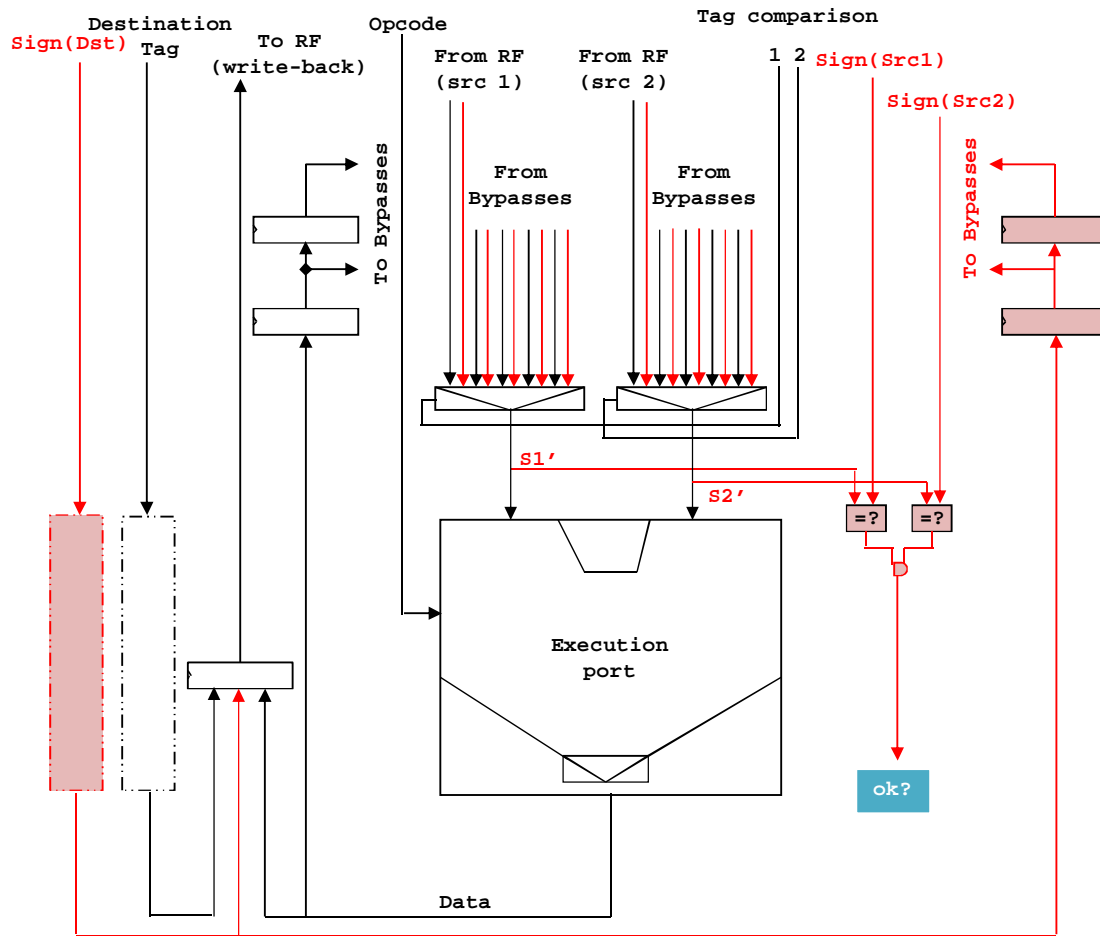 Destination
Tag
Sign(Dst)
To RF
(write-back)
Opcode
From RF
(src 1)
From RF
(src 2)
Tag comparison
1 2
Sign(Src1)
Sign(Src2)
To Bypasses
From
Bypasses
From
Bypasses
To Bypasses
S1’
S2’
=?
=?
Execution
port
ok?
Data